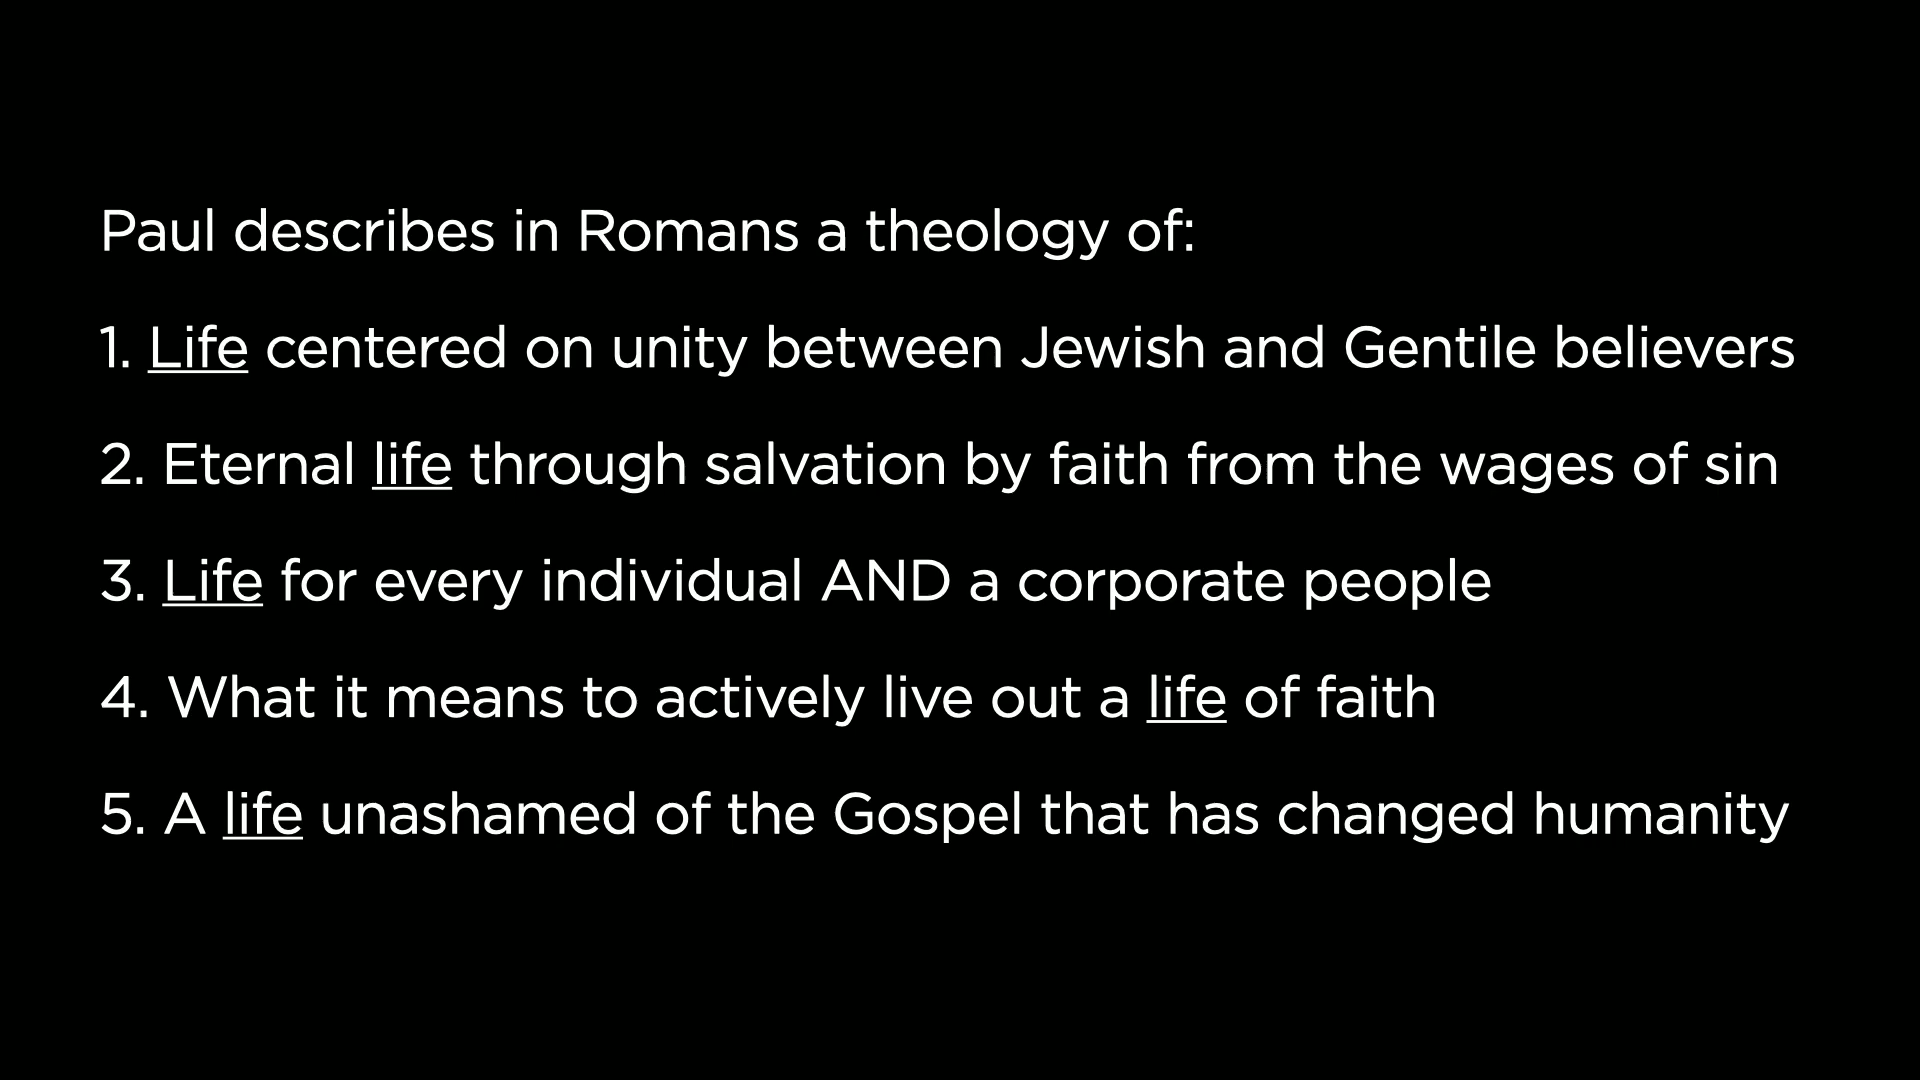 Paul describes in Romans a theology of:
1. Life centered on unity between Jewish and Gentile believers
2. Eternal life through salvation by faith from the wages of sin
3. Life for every individual AND a corporate people
4. What it means to actively live out a life of faith
5. A life unashamed of the Gospel that has changed humanity